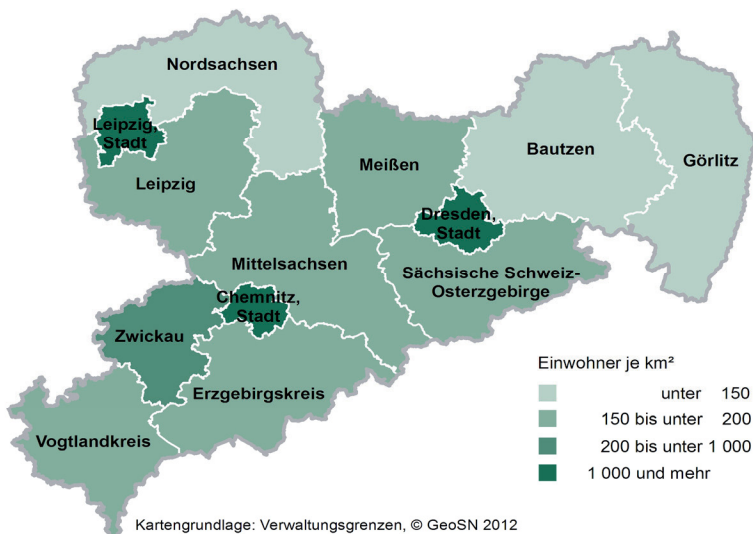 Nordsachsen
Leipzig,
Stadt
Leipzig
Meißen
Bautzen
Görlitz
Dresden,
Stadt
Mittelsachsen
Sächsische Schweiz-
Osterzgebirge
Chemnitz,
Stadt
Zwickau
Erzgebirgskreis
Vogtlandkreis
Einwohner je km²
unter 150
150 bis unter 200
200 bis unter 1 000
1 000 und mehr
Kartengrundlage: Verwaltungsgrenzen, © GeoSN 2012